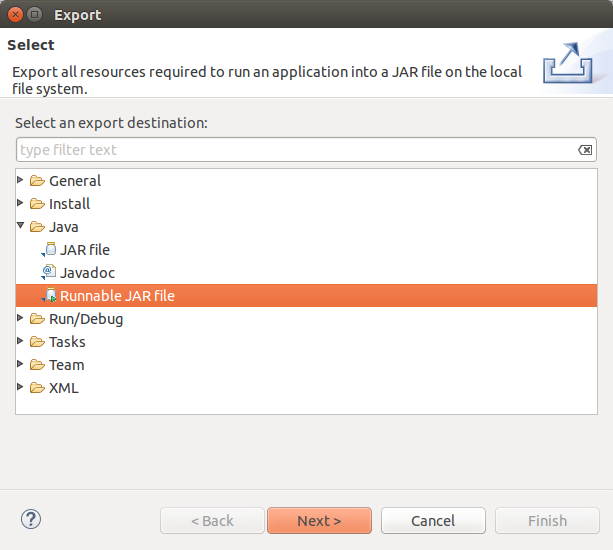 Export
Select
Export all resources required to run an application into a JAR file on the local
file system.
Select an export destination:
type filter text
General
Install
Java
JAR file
Javadoc
Runnable JAR file
Run/Debug
Tasks
Team
XML
< Back
Next >
Cancel
Finish